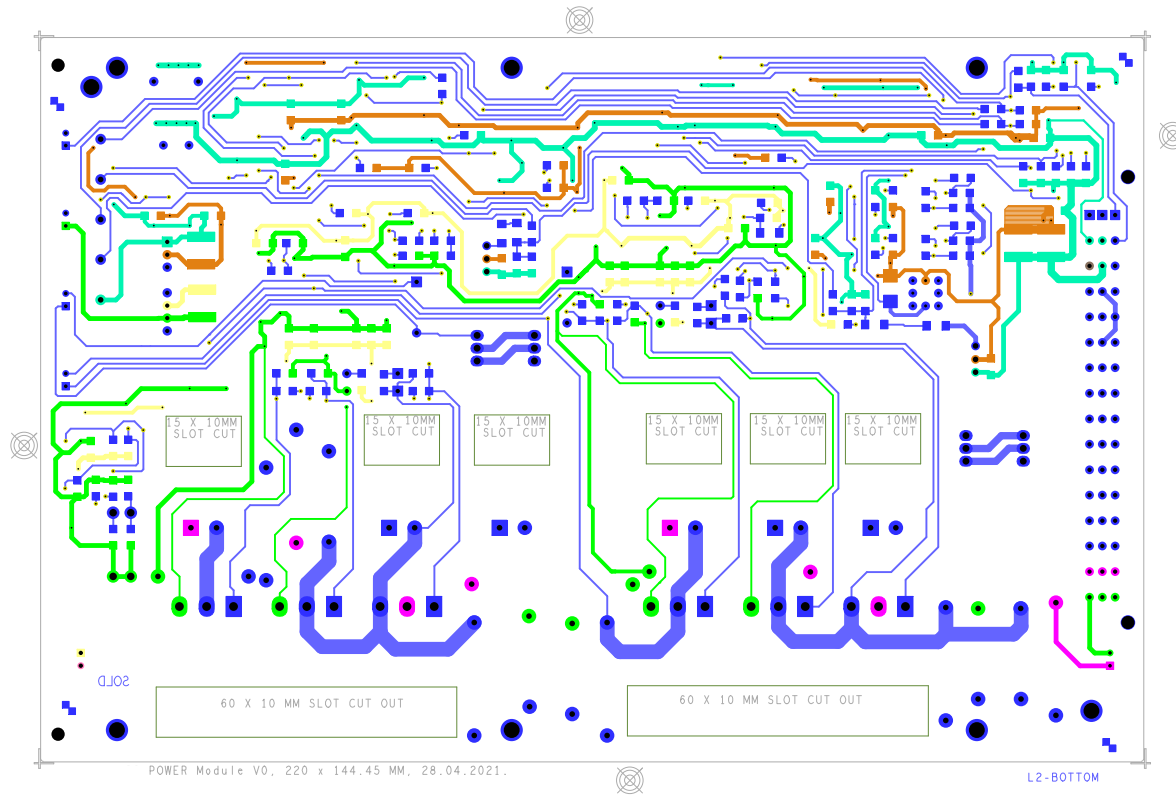 15 X 10MM
SLOT CUT
15 X 10MM
SLOT CUT
15 X 10MM
SLOT CUT
15 X 10MM
SLOT CUT
15 X 10MM
SLOT CUT
15 X 10MM
SLOT CUT
SOLD
60 X 10 MM SLOT CUT OUT
60 X 10 MM SLOT CUT OUT
POWER Module V0, 220 x 144.45 MM, 28.04.2021.
L2-BOTTOM